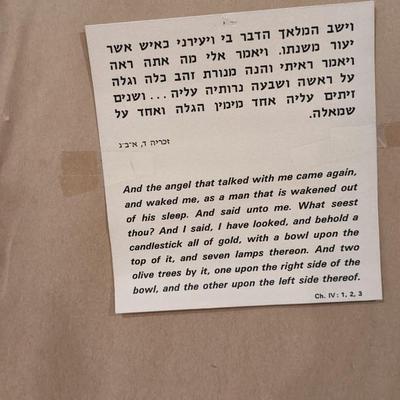 וישב המלאך הדבר בי ויעירני כאיש אשר
יעור משנתו. ויאמר אלי מה אתה ראה
ויאמר ראיתי והנה מנורת זהב כלה וגלה
על ראשה ושבעה נרותיה עליה... ושנים
זיתים עליה אחד מימין הגלה ואחד על
שמאלה.
זכריה ד, א־ב־ג
And the angel that talked with me came again,
and waked me, as a man that is wakened out
of his sleep. And said unto me. What seest
thou? And I said, I have looked, and behold a
candlestick all of gold, with a bowl upon the
top of it, and seven lamps thereon. And two
olive trees by it, one upon the right side of the
bowl, and the other upon the left side thereof.
Ch. IV: 1, 2, 3